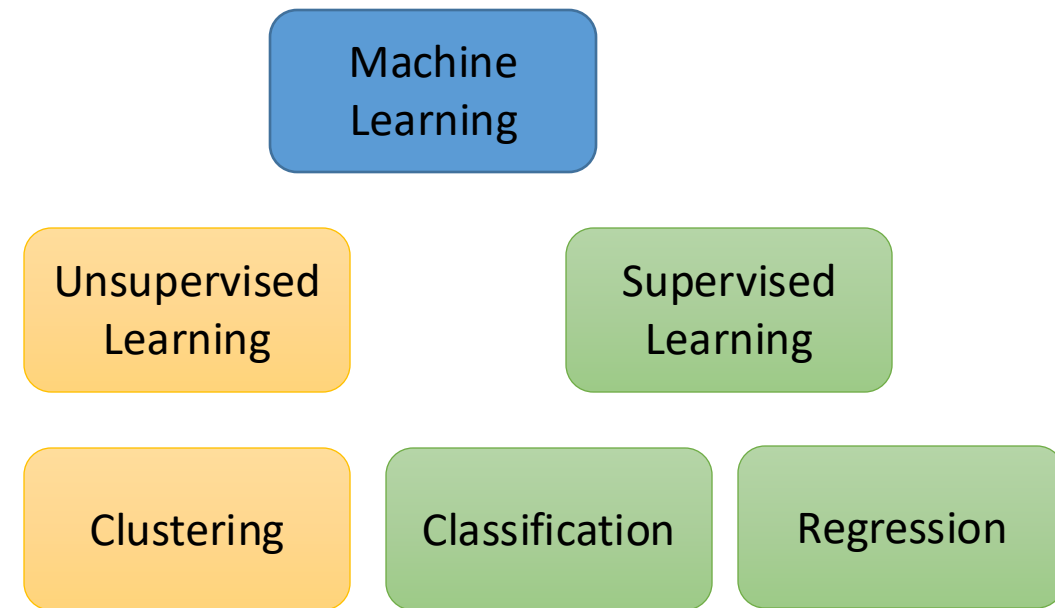 Machine
Learning
Unsupervised
Learning
Supervised
Learning
Clustering
Classification
Regression